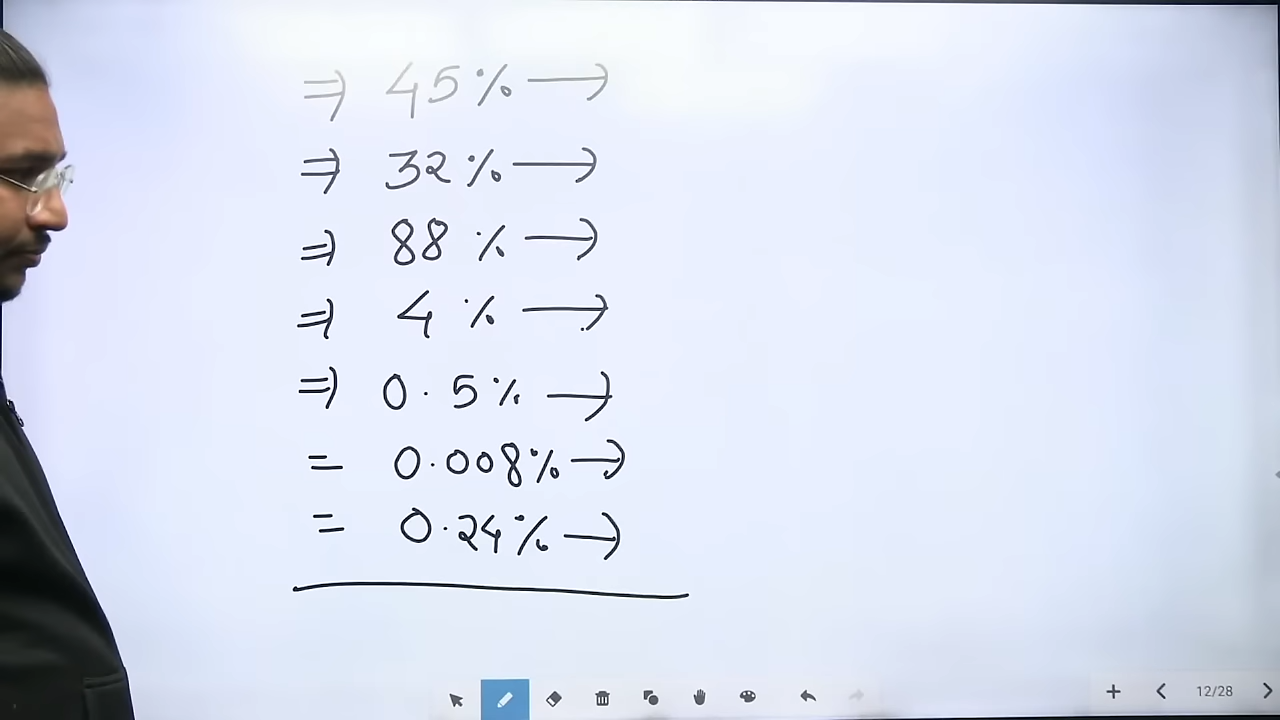 ⇒ 45% →
⇒ 32% →
⇒ 88% →
⇒ 4% →
⇒ 0.5% →
= 0.008% →
= 0.24% →
12/28